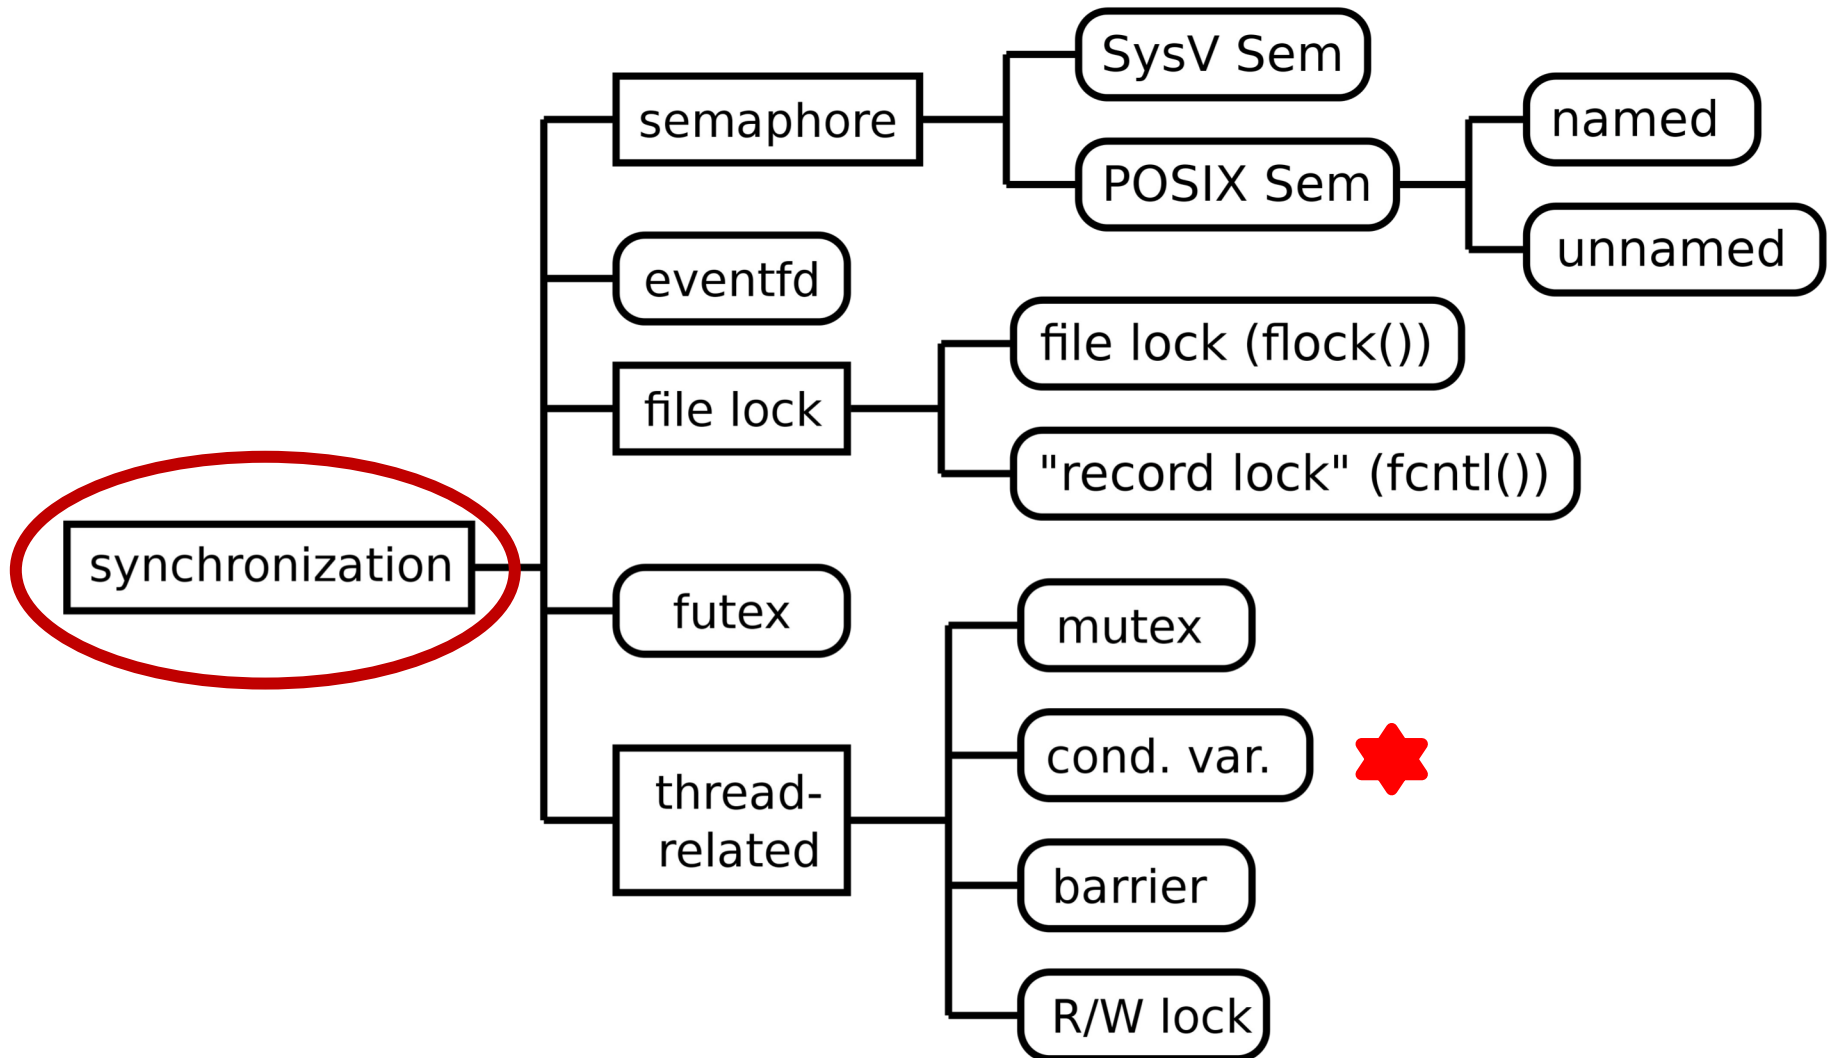 SysV Sem
semaphore
named
POSIX Sem
unnamed
eventfd
file lock (flock())
file lock
"record lock" (fcntl())
synchronization
futex
mutex
cond. var.
thread-
related
barrier
R/W lock